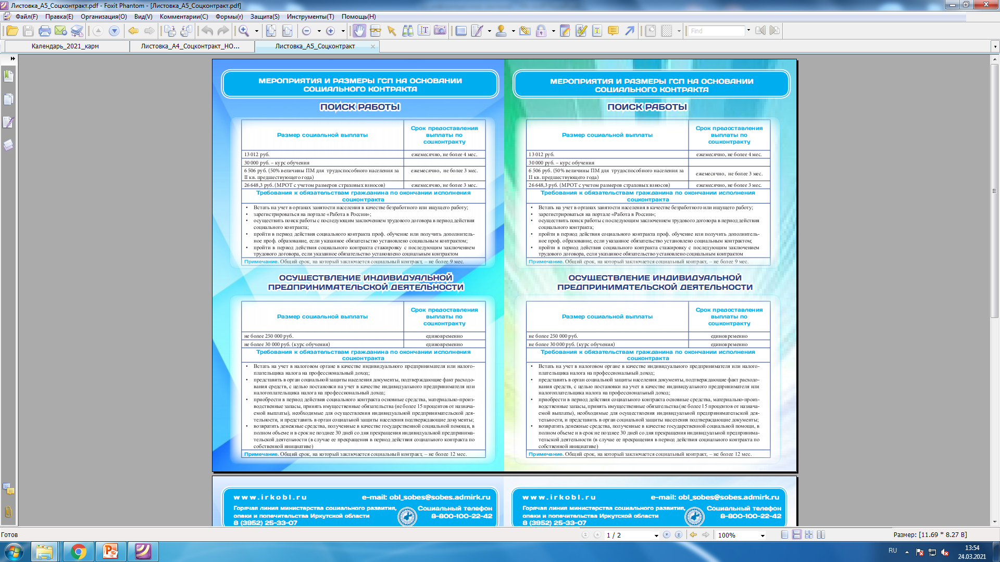 Листовка_А5_Соцконтракт.pdf - Foxit Phantom - [Листовка_А5_Соцконтракт.pdf]
Файл(F) Правка(E) Организация(O) Вид(V) Комментарии(C) Формы(r) Защита(S) Инструменты(T) Помощь(H)
Find
Календарь_2021_карм Листовка_А4_Соцконтракт_НО... Листовка_А5_Соцконтракт
МЕРОПРИЯТИЯ И РАЗМЕРЫ ГСП НА ОСНОВАНИИ
СОЦИАЛЬНОГО КОНТРАКТА
ПОИСК РАБОТЫ
Размер социальной выплаты
Срок предоставления
выплаты по
соцконтракту
13 012 руб. ежемесячно, не более 4 мес.
30 000 руб. – курс обучения
6 506 руб. (50% величины ПМ для трудоспособного населения за
II кв. предшествующего года)
ежемесячно, не более 3 мес.
26 648,3 руб. (МРОТ с учетом размеров страховых взносов) ежемесячно, не более 3 мес.
Требования к обязательствам гражданина по окончании исполнения
соцконтракта
• Встать на учет в органах занятости населения в качестве безработного или ищущего работу;
• зарегистрироваться на портале «Работа в России»;
• осуществить поиск работы с последующим заключением трудового договора в период действия
социального контракта;
• пройти в период действия социального контракта проф. обучение или получить дополнитель-
ное проф. образование, если указанное обязательство установлено социальным контрактом;
• пройти в период действия социального контракта стажировку с последующим заключением
трудового договора, если указанное обязательство установлено социальным контрактом
Примечание. Общий срок, на который заключается социальный контракт, – не более 9 мес.
ОСУЩЕСТВЛЕНИЕ ИНДИВИДУАЛЬНОЙ
ПРЕДПРИНИМАТЕЛЬСКОЙ ДЕЯТЕЛЬНОСТИ
Размер социальной выплаты
Срок предоставления
выплаты по
соцконтракту
не более 250 000 руб. единовременно
не более 30 000 руб. (курс обучения) единовременно
Требования к обязательствам гражданина по окончании исполнения
соцконтракта
• Встать на учет в налоговом органе в качестве индивидуального предпринимателя или налого-
плательщика налога на профессиональный доход;
• представить в орган социальной защиты населения документы, подтверждающие факт расходо-
вания средств, с целью постановки на учет в качестве индивидуального предпринимателя или
налогоплательщика налога на профессиональный доход;
• приобрести в период действия социального контракта основные средства, материально-произ-
водственные запасы, принять имущественные обязательства (не более 15 процентов от назнача-
емой выплаты), необходимые для осуществления индивидуальной предпринимательской дея-
тельности, и представить в орган социальной защиты населения подтверждающие документы;
• возвратить денежные средства, полученные в качестве государственной социальной помощи, в
полном объеме и в срок не позднее 30 дней со дня прекращения индивидуальной предпринима-
тельской деятельности (в случае ее прекращения в период действия социального контракта по
собственной инициативе)
Примечание. Общий срок, на который заключается социальный контракт, – не более 12 мес.
МЕРОПРИЯТИЯ И РАЗМЕРЫ ГСП НА ОСНОВАНИИ
СОЦИАЛЬНОГО КОНТРАКТА
ПОИСК РАБОТЫ
Размер социальной выплаты
Срок предоставления
выплаты по
соцконтракту
13 012 руб. ежемесячно, не более 4 мес.
30 000 руб. – курс обучения
6 506 руб. (50% величины ПМ для трудоспособного населения за
II кв. предшествующего года)
ежемесячно, не более 3 мес.
26 648,3 руб. (МРОТ с учетом размеров страховых взносов) ежемесячно, не более 3 мес.
Требования к обязательствам гражданина по окончании исполнения
соцконтракта
• Встать на учет в органах занятости населения в качестве безработного или ищущего работу;
• зарегистрироваться на портале «Работа в России»;
• осуществить поиск работы с последующим заключением трудового договора в период действия
социального контракта;
• пройти в период действия социального контракта проф. обучение или получить дополнитель-
ное проф. образование, если указанное обязательство установлено социальным контрактом;
• пройти в период действия социального контракта стажировку с последующим заключением
трудового договора, если указанное обязательство установлено социальным контрактом
Примечание. Общий срок, на который заключается социальный контракт, – не более 9 мес.
ОСУЩЕСТВЛЕНИЕ ИНДИВИДУАЛЬНОЙ
ПРЕДПРИНИМАТЕЛЬСКОЙ ДЕЯТЕЛЬНОСТИ
Размер социальной выплаты
Срок предоставления
выплаты по
соцконтракту
не более 250 000 руб. единовременно
не более 30 000 руб. (курс обучения) единовременно
Требования к обязательствам гражданина по окончании исполнения
соцконтракта
• Встать на учет в налоговом органе в качестве индивидуального предпринимателя или налого-
плательщика налога на профессиональный доход;
• представить в орган социальной защиты населения документы, подтверждающие факт расходо-
вания средств, с целью постановки на учет в качестве индивидуального предпринимателя или
налогоплательщика налога на профессиональный доход;
• приобрести в период действия социального контракта основные средства, материально-произ-
водственные запасы, принять имущественные обязательства (не более 15 процентов от назнача-
емой выплаты), необходимые для осуществления индивидуальной предпринимательской дея-
тельности, и представить в орган социальной защиты населения подтверждающие документы;
• возвратить денежные средства, полученные в качестве государственной социальной помощи, в
полном объеме и в срок не позднее 30 дней со дня прекращения индивидуальной предпринима-
тельской деятельности (в случае ее прекращения в период действия социального контракта по
собственной инициативе)
Примечание. Общий срок, на который заключается социальный контракт, – не более 12 мес.
www.irkobl.ru e-mail: obl_sobes@sobes.admirk.ru
Горячая линия министерства социального развития,
опеки и попечительства Иркутской области
8 (3952) 25-33-07
Социальный телефон
8-800-100-22-42
www.irkobl.ru e-mail: obl_sobes@sobes.admirk.ru
Горячая линия министерства социального развития,
опеки и попечительства Иркутской области
8 (3952) 25-33-07
Социальный телефон
8-800-100-22-42
Готов 1 / 2 100% Размер: [11.69 * 8.27 В]
RU 13:54
24.03.2021